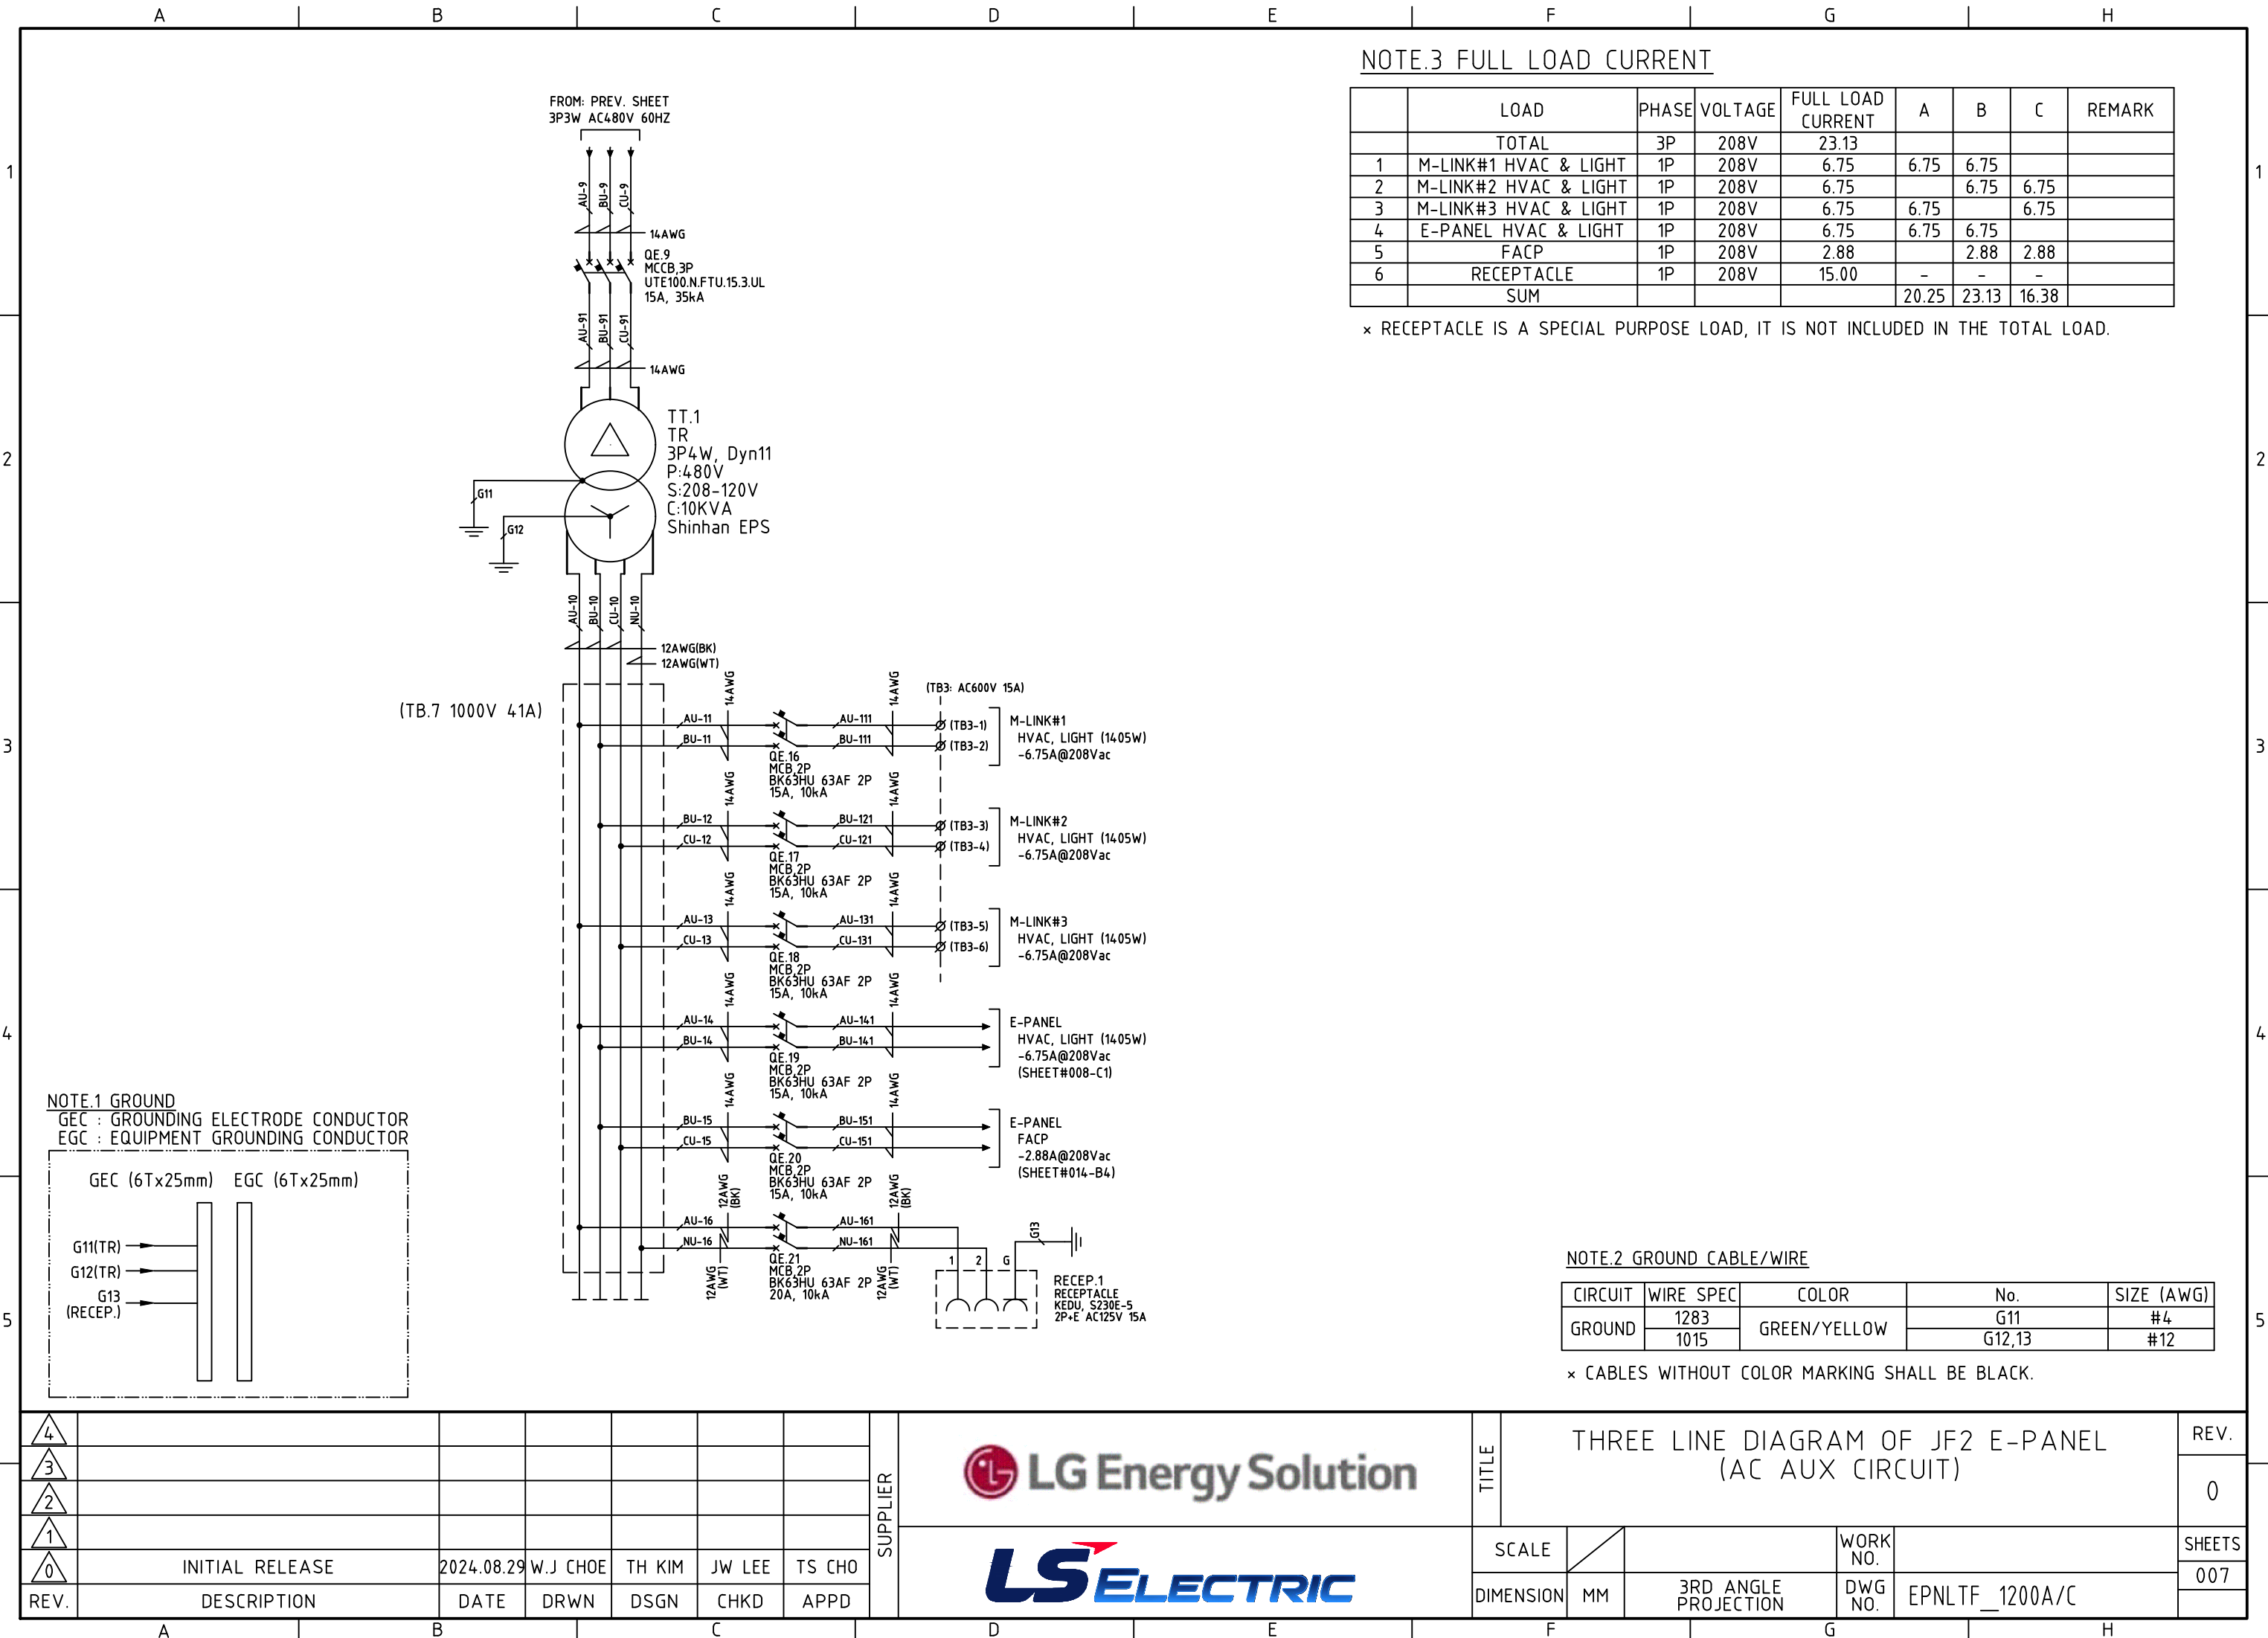 A B C D E F G H
NOTE.3 FULL LOAD CURRENT
LOAD PHASE VOLTAGE FULL LOAD CURRENT A B C REMARK
TOTAL 3P 208V 23.13
1 M-LINK#1 HVAC & LIGHT 1P 208V 6.75 6.75 6.75
2 M-LINK#2 HVAC & LIGHT 1P 208V 6.75 6.75 6.75
3 M-LINK#3 HVAC & LIGHT 1P 208V 6.75 6.75 6.75
4 E-PANEL HVAC & LIGHT 1P 208V 6.75 6.75 6.75
5 FACP 1P 208V 2.88 2.88 2.88
6 RECEPTACLE 1P 208V 15.00 - - -
SUM 20.25 23.13 16.38
× RECEPTACLE IS A SPECIAL PURPOSE LOAD, IT IS NOT INCLUDED IN THE TOTAL LOAD.
FROM: PREV. SHEET
3P3W AC480V 60HZ
1 1
AU-9 BU-9 CU-9
14AWG
QE.9
MCCB,3P
UTE100.N.FTU.15.3.UL
15A, 35kA
AU-91 BU-91 CU-91
14AWG
TT.1
TR
3P4W, Dyn11
P:480V
S:208-120V
C:10KVA
Shinhan EPS
2 2
G11
G12
AU-10 BU-10 CU-10 NU-10
12AWG(BK)
12AWG(WT)
(TB.7 1000V 41A)
(TB3: AC600V 15A)
3 3
14AWG 14AWG
AU-11 AU-111 (TB3-1)
BU-11 BU-111 (TB3-2)
QE.16
MCB,2P
BK63HU 63AF 2P
15A, 10kA
M-LINK#1
HVAC, LIGHT (1405W)
-6.75A@208Vac
14AWG 14AWG
BU-12 BU-121 (TB3-3)
CU-12 CU-121 (TB3-4)
QE.17
MCB,2P
BK63HU 63AF 2P
15A, 10kA
M-LINK#2
HVAC, LIGHT (1405W)
-6.75A@208Vac
14AWG 14AWG
AU-13 AU-131 (TB3-5)
CU-13 CU-131 (TB3-6)
QE.18
MCB,2P
BK63HU 63AF 2P
15A, 10kA
M-LINK#3
HVAC, LIGHT (1405W)
-6.75A@208Vac
4 4
14AWG 14AWG
AU-14 AU-141
BU-14 BU-141
QE.19
MCB,2P
BK63HU 63AF 2P
15A, 10kA
E-PANEL
HVAC, LIGHT (1405W)
-6.75A@208Vac
(SHEET#008-C1)
14AWG 14AWG
BU-15 BU-151
CU-15 CU-151
QE.20
MCB,2P
BK63HU 63AF 2P
15A, 10kA
E-PANEL
FACP
-2.88A@208Vac
(SHEET#014-B4)
12AWG (BK) 12AWG (BK)
AU-16 AU-161
NU-16 NU-161
12AWG (WT) 12AWG (WT)
QE.21
MCB,2P
BK63HU 63AF 2P
20A, 10kA
G13
1 2 G
RECEP.1
RECEPTACLE
KEDU, S230E-5
2P+E AC125V 15A
NOTE.1 GROUND
GEC : GROUNDING ELECTRODE CONDUCTOR
EGC : EQUIPMENT GROUNDING CONDUCTOR
GEC (6Tx25mm) EGC (6Tx25mm)
G11(TR)
G12(TR)
G13
(RECEP.)
5 5
NOTE.2 GROUND CABLE/WIRE
CIRCUIT WIRE SPEC COLOR No. SIZE (AWG)
GROUND 1283 GREEN/YELLOW G11 #4
1015 G12,13 #12
× CABLES WITHOUT COLOR MARKING SHALL BE BLACK.
4
3
2
1
0 INITIAL RELEASE 2024.08.29 W.J CHOE TH KIM JW LEE TS CHO
REV. DESCRIPTION DATE DRWN DSGN CHKD APPD
SUPPLIER
LG Energy Solution
LS ELECTRIC
TITLE
THREE LINE DIAGRAM OF JF2 E-PANEL
(AC AUX CIRCUIT)
REV.
0
SCALE
WORK NO.
SHEETS
007
DIMENSION MM
3RD ANGLE PROJECTION
DWG NO. EPNLTF_1200A/C
A B C D E F G H